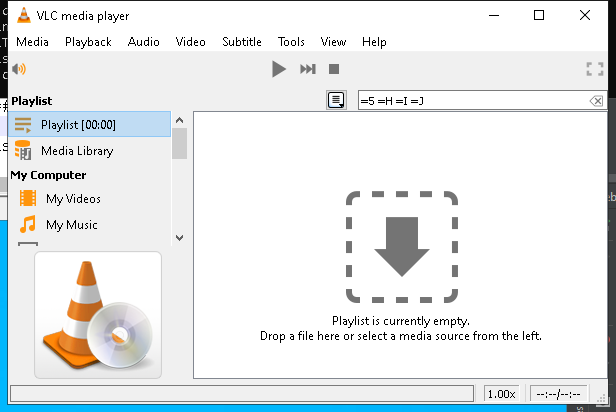 VLC media player
Media Playback Audio Video Subtitle Tools View Help
Playlist
=5 =H =I =J
Playlist [00:00]
Media Library
My Computer
My Videos
My Music
Playlist is currently empty.
Drop a file here or select a media source from the left.
1.00x
--:--/--:--